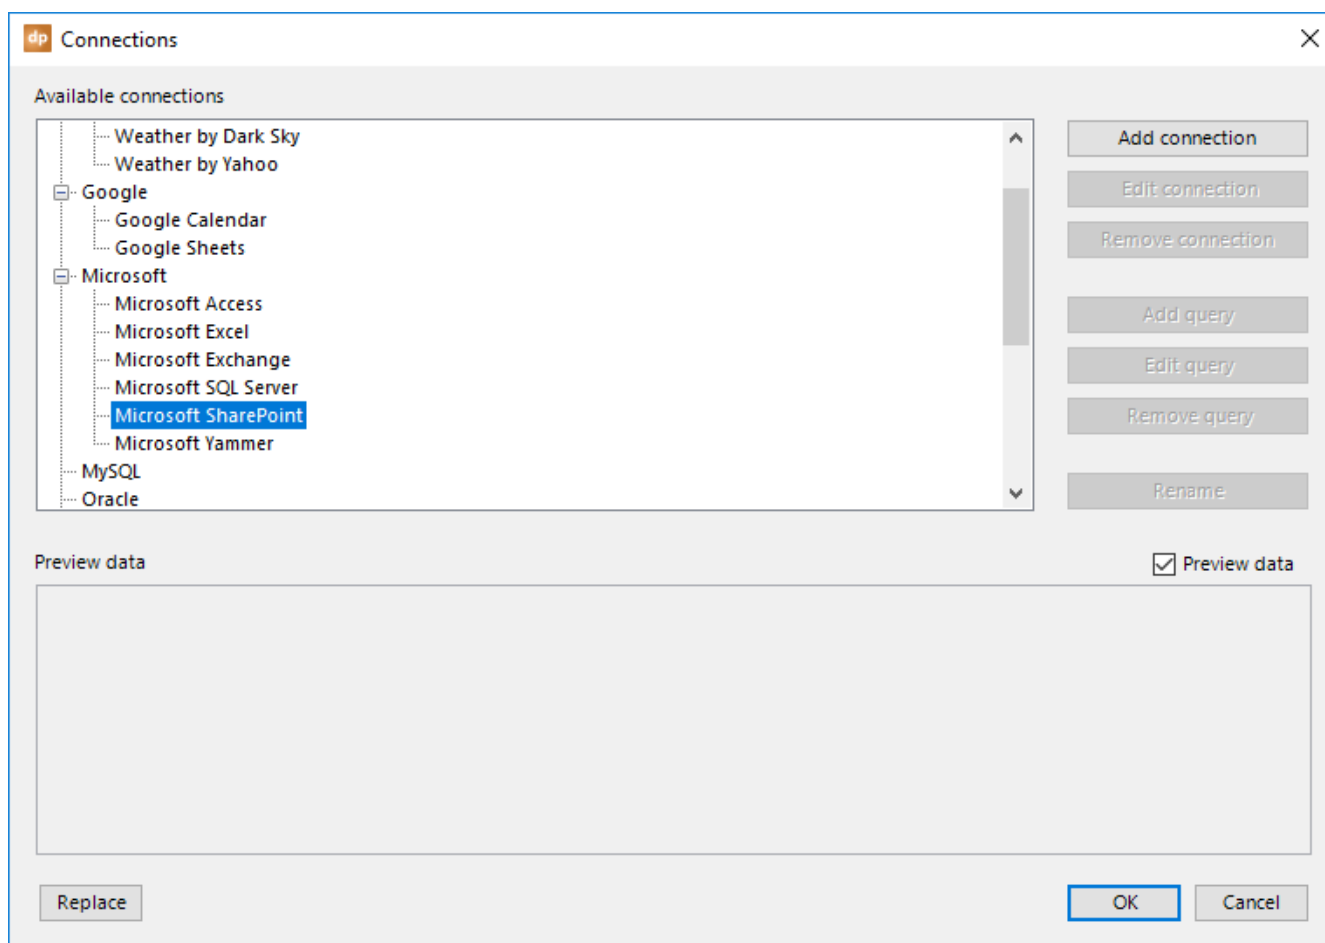 dp Connections
Available connections
Weather by Dark Sky
Weather by Yahoo
Google
Google Calendar
Google Sheets
Microsoft
Microsoft Access
Microsoft Excel
Microsoft Exchange
Microsoft SQL Server
Microsoft SharePoint
Microsoft Yammer
MySQL
Oracle
Add connection
Edit connection
Remove connection
Add query
Edit query
Remove query
Rename
Preview data
Preview data
Replace
OK
Cancel